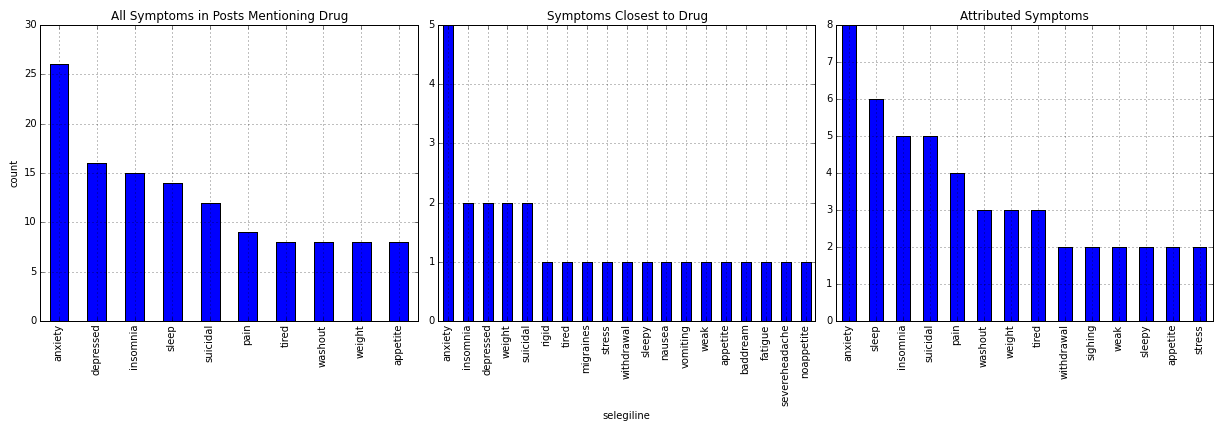 All Symptoms in Posts Mentioning Drug
count
30
25
20
15
10
5
0
anxiety
depressed
insomnia
sleep
suicidal
pain
tired
washout
weight
appetite
Symptoms Closest to Drug
5
4
3
2
1
0
anxiety
insomnia
depressed
weight
suicidal
rigid
tired
migraines
stress
withdrawal
sleepy
nausea
vomiting
weak
appetite
baddream
fatigue
severeheadache
noappetite
selegiline
Attributed Symptoms
8
7
6
5
4
3
2
1
0
anxiety
sleep
insomnia
suicidal
pain
washout
weight
tired
withdrawal
sighing
weak
sleepy
appetite
stress